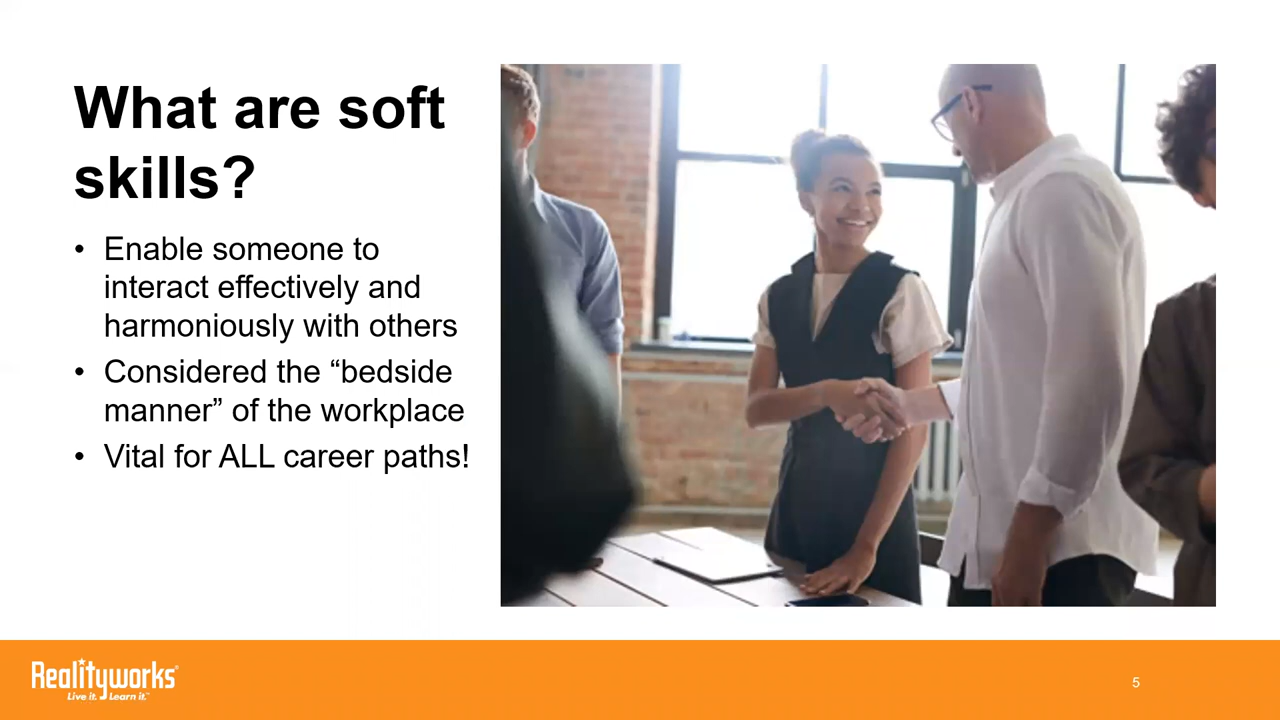 What are soft
skills?
• Enable someone to
interact effectively and
harmoniously with others
• Considered the “bedside
manner” of the workplace
• Vital for ALL career paths!
Realityworks®
Live it. Learn it.™
5